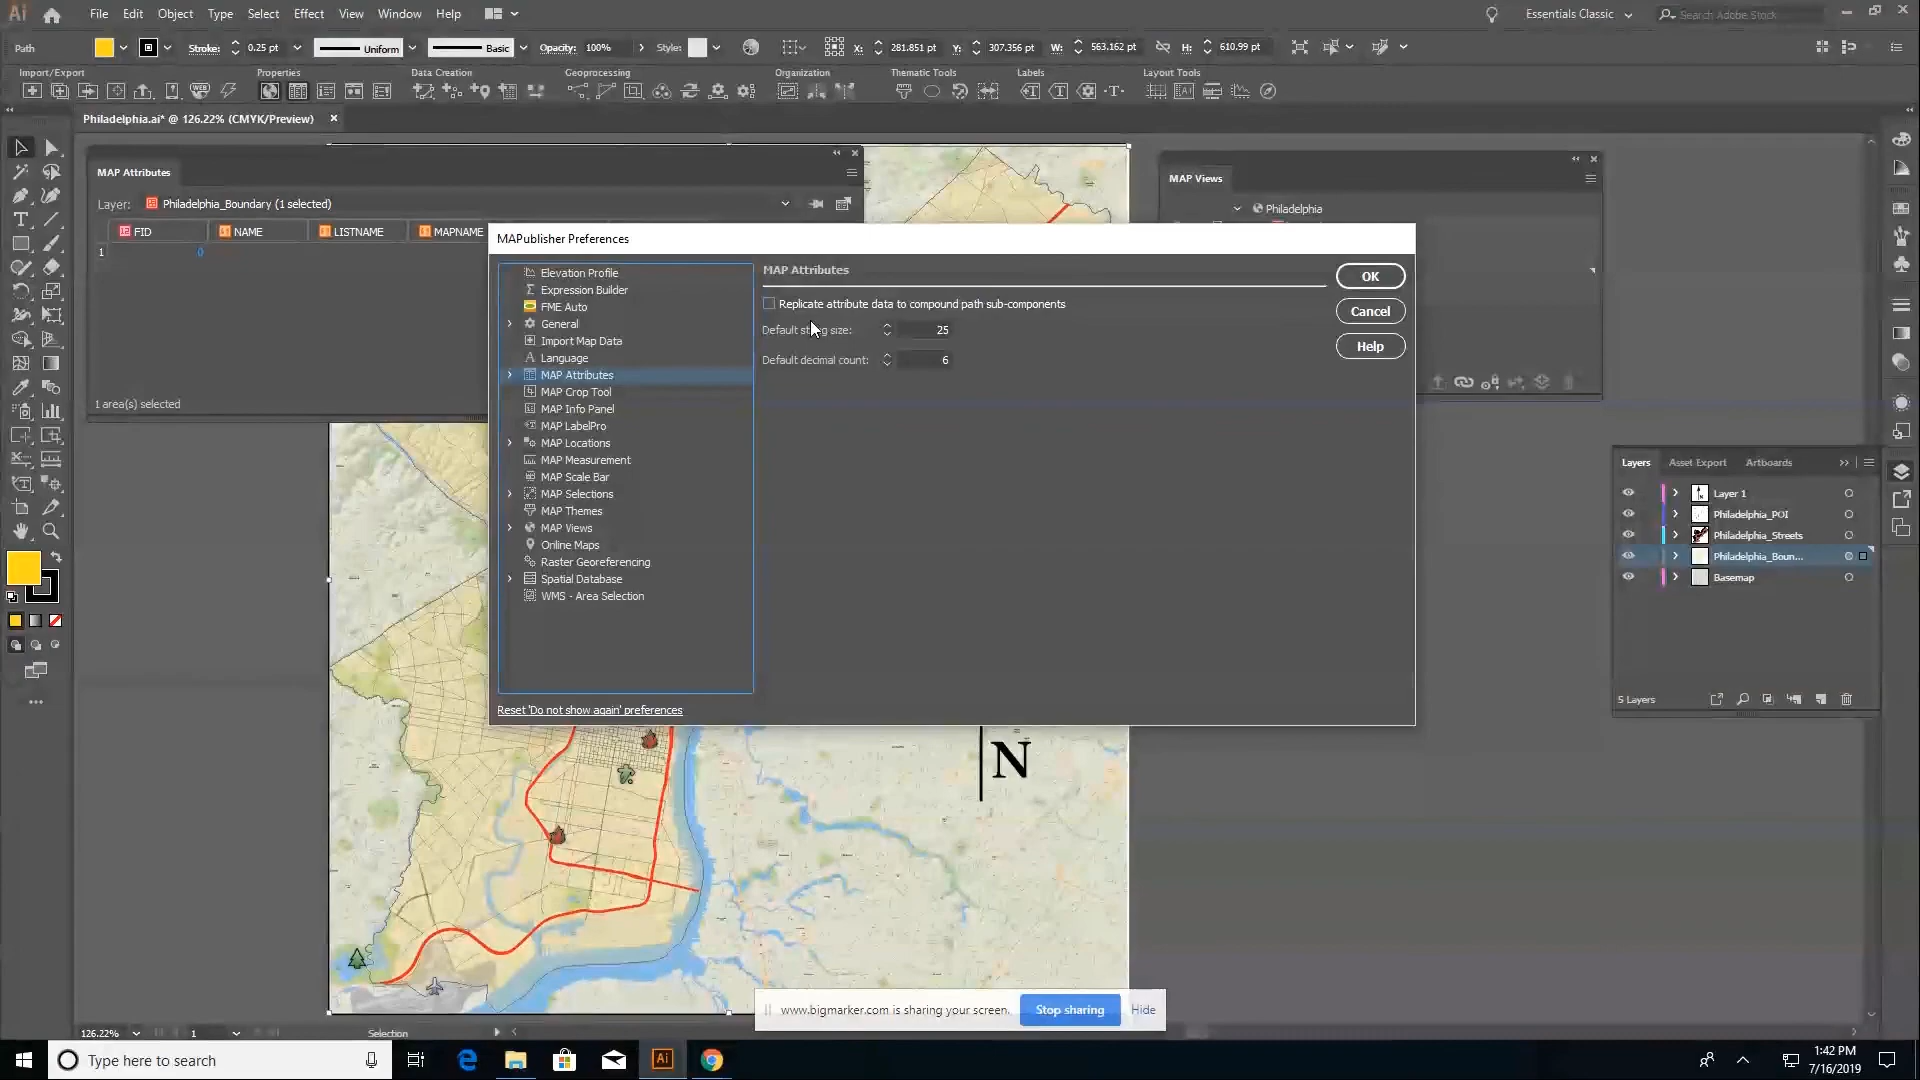 Ai File Edit Object Type Select Effect View Window Help Essentials Classic Search Adobe Stock
Path Stroke: 0.25 pt Uniform Basic Opacity: 100% Style: X: 281.851 pt Y: 307.356 pt W: 563.162 pt H: 610.99 pt
Import/Export Properties Data Creation Geoprocessing Organization Thematic Tools Labels Layout Tools
Philadelphia.ai* @ 126.22% (CMYK/Preview)
MAP Attributes
Layer: Philadelphia_Boundary (1 selected)
FID NAME LISTNAME MAPNAME
1 0
1 area(s) selected
MAP Views
Philadelphia
MAPublisher Preferences
Elevation Profile
Expression Builder
FME Auto
General
Import Map Data
Language
MAP Attributes
MAP Crop Tool
MAP Info Panel
MAP LabelPro
MAP Locations
MAP Measurement
MAP Scale Bar
MAP Selections
MAP Themes
MAP Views
Online Maps
Raster Georeferencing
Spatial Database
WMS - Area Selection
Reset 'Do not show again' preferences
MAP Attributes
Replicate attribute data to compound path sub-components
Default string size: 25
Default decimal count: 6
OK
Cancel
Help
Layers Asset Export Artboards
Layer 1
Philadelphia_POI
Philadelphia_Streets
Philadelphia_Boun...
Basemap
5 Layers
N
www.bigmarker.com is sharing your screen. Stop sharing Hide
126.22% 1 Selection
Type here to search
Ai
1:42 PM
7/16/2019